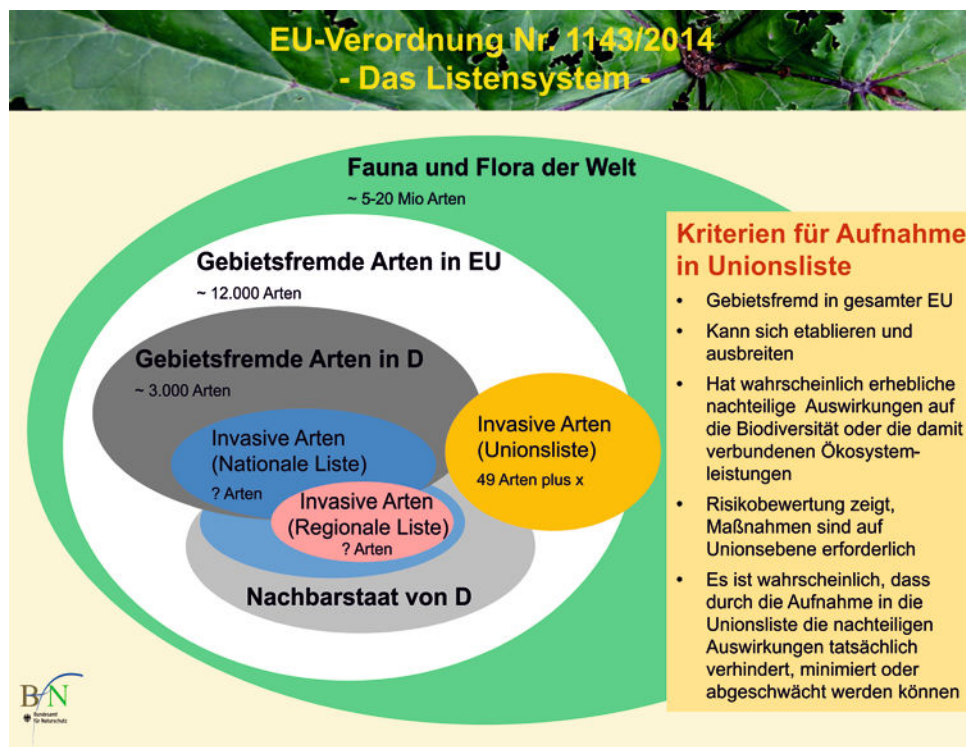 EU-Verordnung Nr. 1143/2014
- Das Listensystem -
Fauna und Flora der Welt
~ 5-20 Mio Arten
Gebietsfremde Arten in EU
~ 12.000 Arten
Gebietsfremde Arten in D
~ 3.000 Arten
Invasive Arten
(Nationale Liste)
? Arten
Invasive Arten
(Unionsliste)
49 Arten plus x
Invasive Arten
(Regionale Liste)
? Arten
Nachbarstaat von D
Kriterien für Aufnahme
in Unionsliste
• Gebietsfremd in gesamter EU
• Kann sich etablieren und
ausbreiten
• Hat wahrscheinlich erhebliche
nachteilige Auswirkungen auf
die Biodiversität oder die damit
verbundenen Ökosystem-
leistungen
• Risikobewertung zeigt,
Maßnahmen sind auf
Unionsebene erforderlich
• Es ist wahrscheinlich, dass
durch die Aufnahme in die
Unionsliste die nachteiligen
Auswirkungen tatsächlich
verhindert, minimiert oder
abgeschwächt werden können
BfN
Bundesamt
für Naturschutz